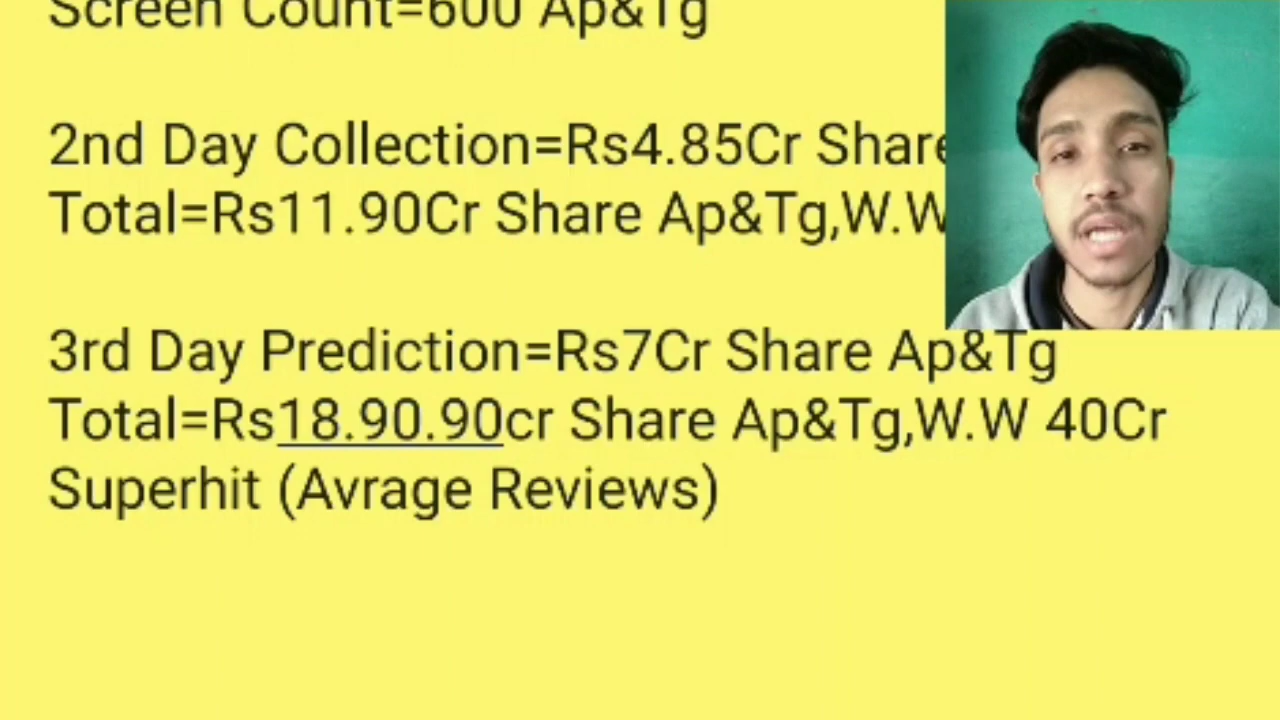 Screen Count=600 Ap&Tg
2nd Day Collection=Rs4.85Cr Share
Total=Rs11.90Cr Share Ap&Tg,W.W
3rd Day Prediction=Rs7Cr Share Ap&Tg
Total=Rs18.90.90cr Share Ap&Tg,W.W 40Cr
Superhit (Avrage Reviews)